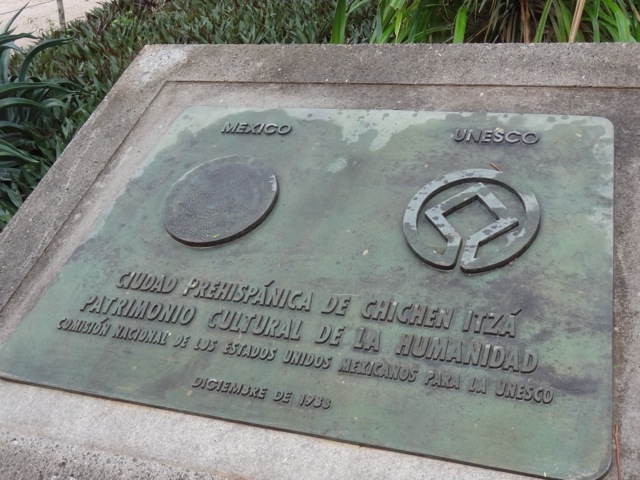 MEXICO
UNESCO
CIUDAD PREHISPÁNICA DE CHICHEN ITZÁ
PATRIMONIO CULTURAL DE LA HUMANIDAD
COMISIÓN NACIONAL DE LOS ESTADOS UNIDOS MEXICANOS PARA LA UNESCO
DICIEMBRE DE 1988